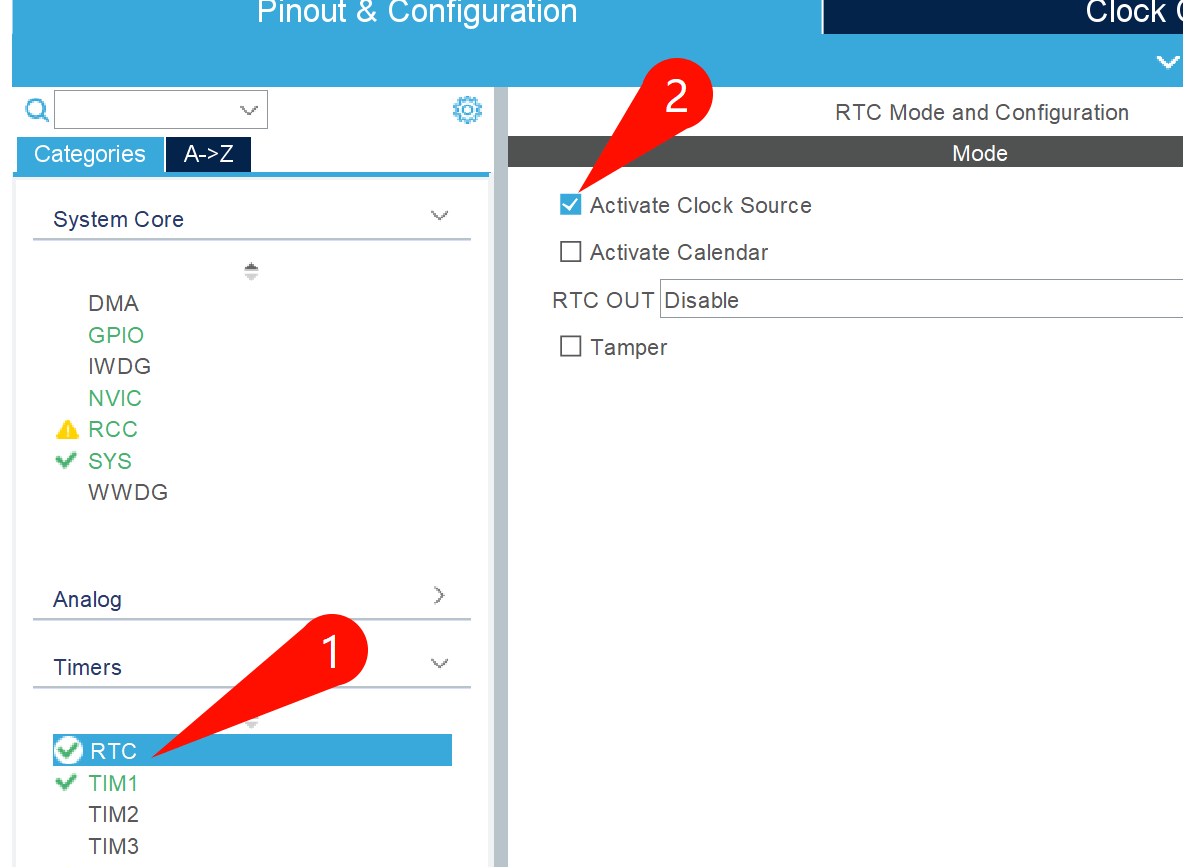 Pinout & Configuration
Clock
2
RTC Mode and Configuration
Categories
A->Z
Mode
System Core
Activate Clock Source
Activate Calendar
RTC OUT Disable
Tamper
DMA
GPIO
IWDG
NVIC
RCC
SYS
WWDG
Analog
1
Timers
RTC
TIM1
TIM2
TIM3